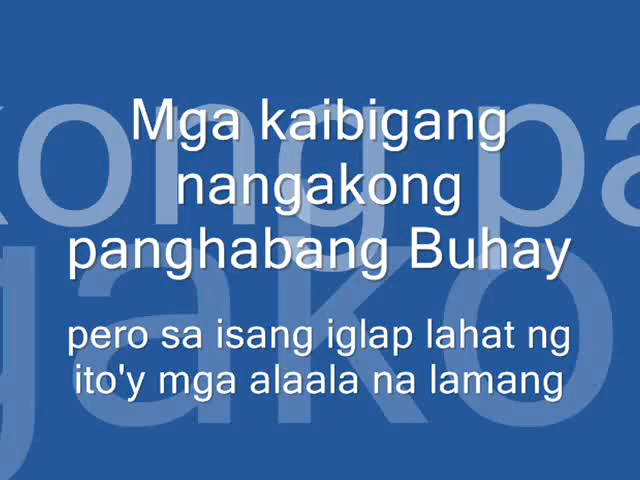 Mga kaibigang
nangakong
panghabang Buhay
pero sa isang iglap lahat ng
ito'y mga alaala na lamang